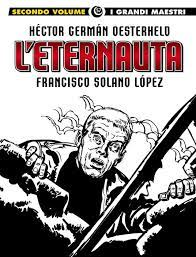 SECONDO VOLUME I GRANDI MAESTRI
HÉCTOR GERMÁN OESTERHELD
L'ETERNAUTA
FRANCISCO SOLANO LÓPEZ